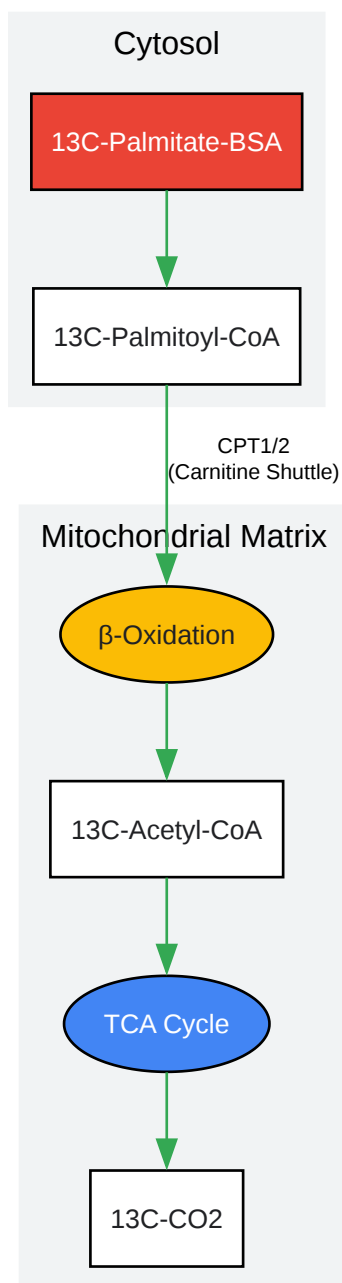 Cytosol
13C-Palmitate-BSA
13C-Palmitoyl-CoA
CPT1/2
(Carnitine Shuttle)
Mitochondrial Matrix
β-Oxidation
13C-Acetyl-CoA
TCA Cycle
13C-CO2